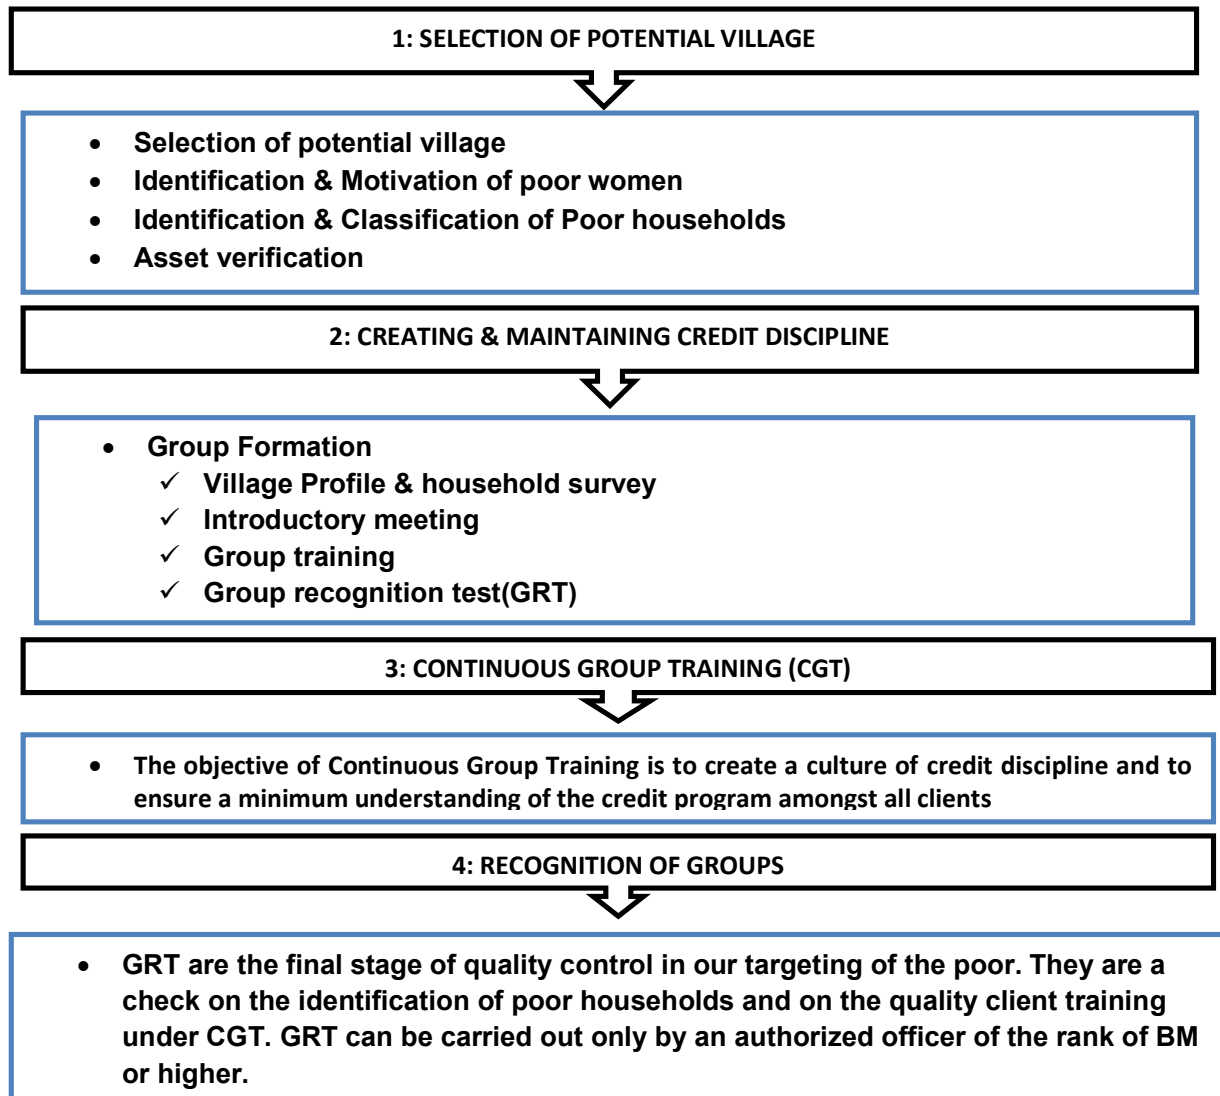 1: SELECTION OF POTENTIAL VILLAGE
• Selection of potential village
• Identification & Motivation of poor women
• Identification & Classification of Poor households
• Asset verification
2: CREATING & MAINTAINING CREDIT DISCIPLINE
• Group Formation
✓ Village Profile & household survey
✓ Introductory meeting
✓ Group training
✓ Group recognition test(GRT)
3: CONTINUOUS GROUP TRAINING (CGT)
• The objective of Continuous Group Training is to create a culture of credit discipline and to
ensure a minimum understanding of the credit program amongst all clients
4: RECOGNITION OF GROUPS
• GRT are the final stage of quality control in our targeting of the poor. They are a
check on the identification of poor households and on the quality client training
under CGT. GRT can be carried out only by an authorized officer of the rank of BM
or higher.